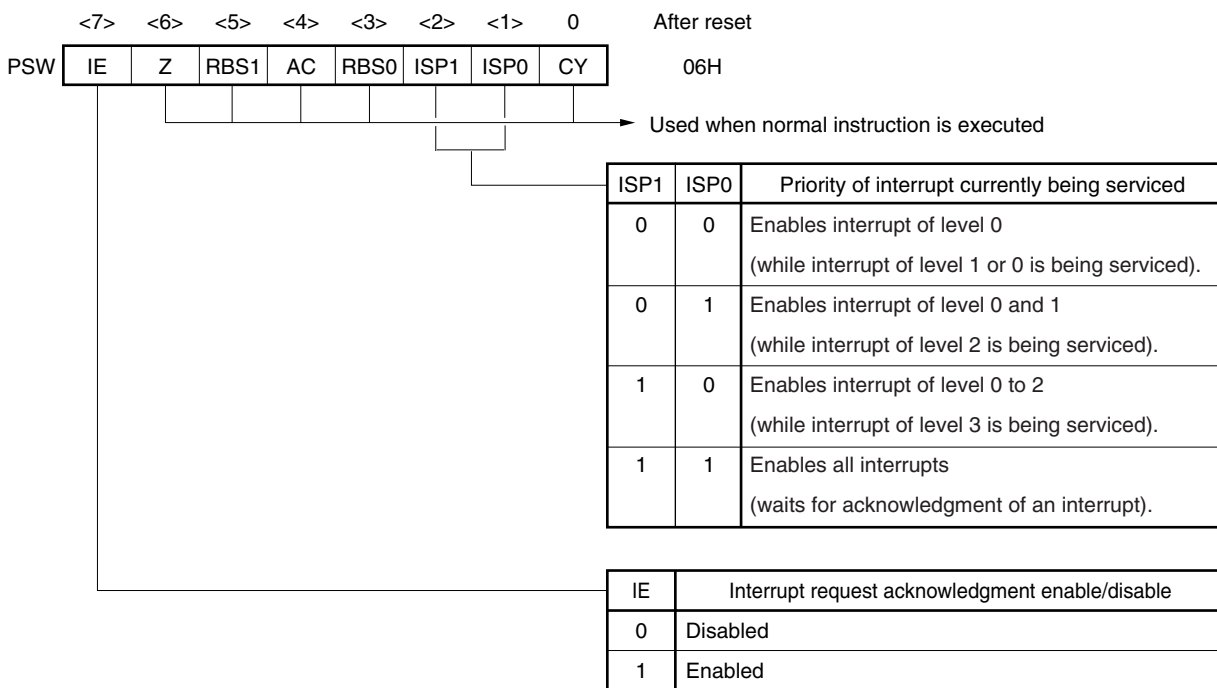 <7> <6> <5> <4> <3> <2> <1> 0 After reset
PSW IE Z RBS1 AC RBS0 ISP1 ISP0 CY 06H
Used when normal instruction is executed
ISP1 ISP0 Priority of interrupt currently being serviced
0 0 Enables interrupt of level 0
(while interrupt of level 1 or 0 is being serviced).
0 1 Enables interrupt of level 0 and 1
(while interrupt of level 2 is being serviced).
1 0 Enables interrupt of level 0 to 2
(while interrupt of level 3 is being serviced).
1 1 Enables all interrupts
(waits for acknowledgment of an interrupt).
IE Interrupt request acknowledgment enable/disable
0 Disabled
1 Enabled